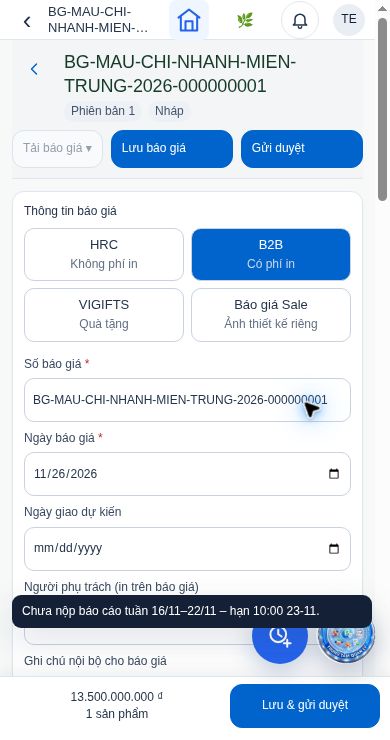 BG-MAU-CHI-
NHANH-MIEN-…
TE
BG-MAU-CHI-NHANH-MIEN-
TRUNG-2026-000000001
Phiên bản 1 Nháp
Tải báo giá ▾ Lưu báo giá Gửi duyệt
Thông tin báo giá
HRC B2B
Không phí in Có phí in
VIGIFTS Báo giá Sale
Quà tặng Ảnh thiết kế riêng
Số báo giá *
BG-MAU-CHI-NHANH-MIEN-TRUNG-2026-000000001
Ngày báo giá *
11/26/2026
Ngày giao dự kiến
mm/dd/yyyy
Người phụ trách (in trên báo giá)
Chưa nộp báo cáo tuần 16/11–22/11 – hạn 10:00 23-11.
Ghi chú nội bộ cho báo giá
13.500.000.000 ₫
1 sản phẩm
Lưu & gửi duyệt